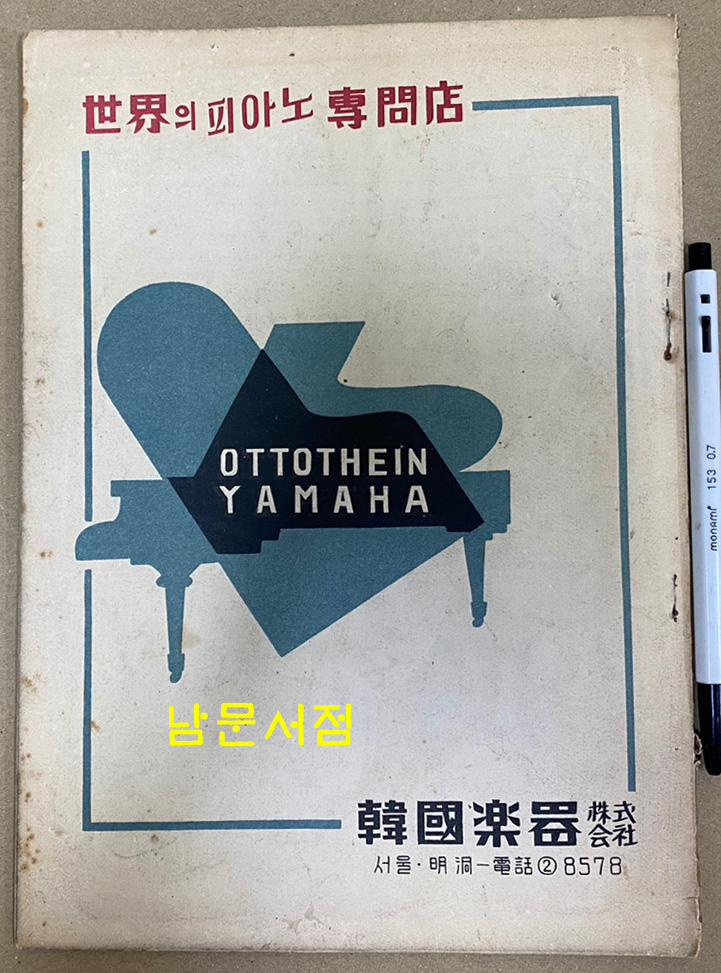 世界의 피아노 專問店
OTTOTHEIN
YAMAHA
남문서점
韓國楽器 株式会社
서울·明洞一電話②8578
monami 153 0.7